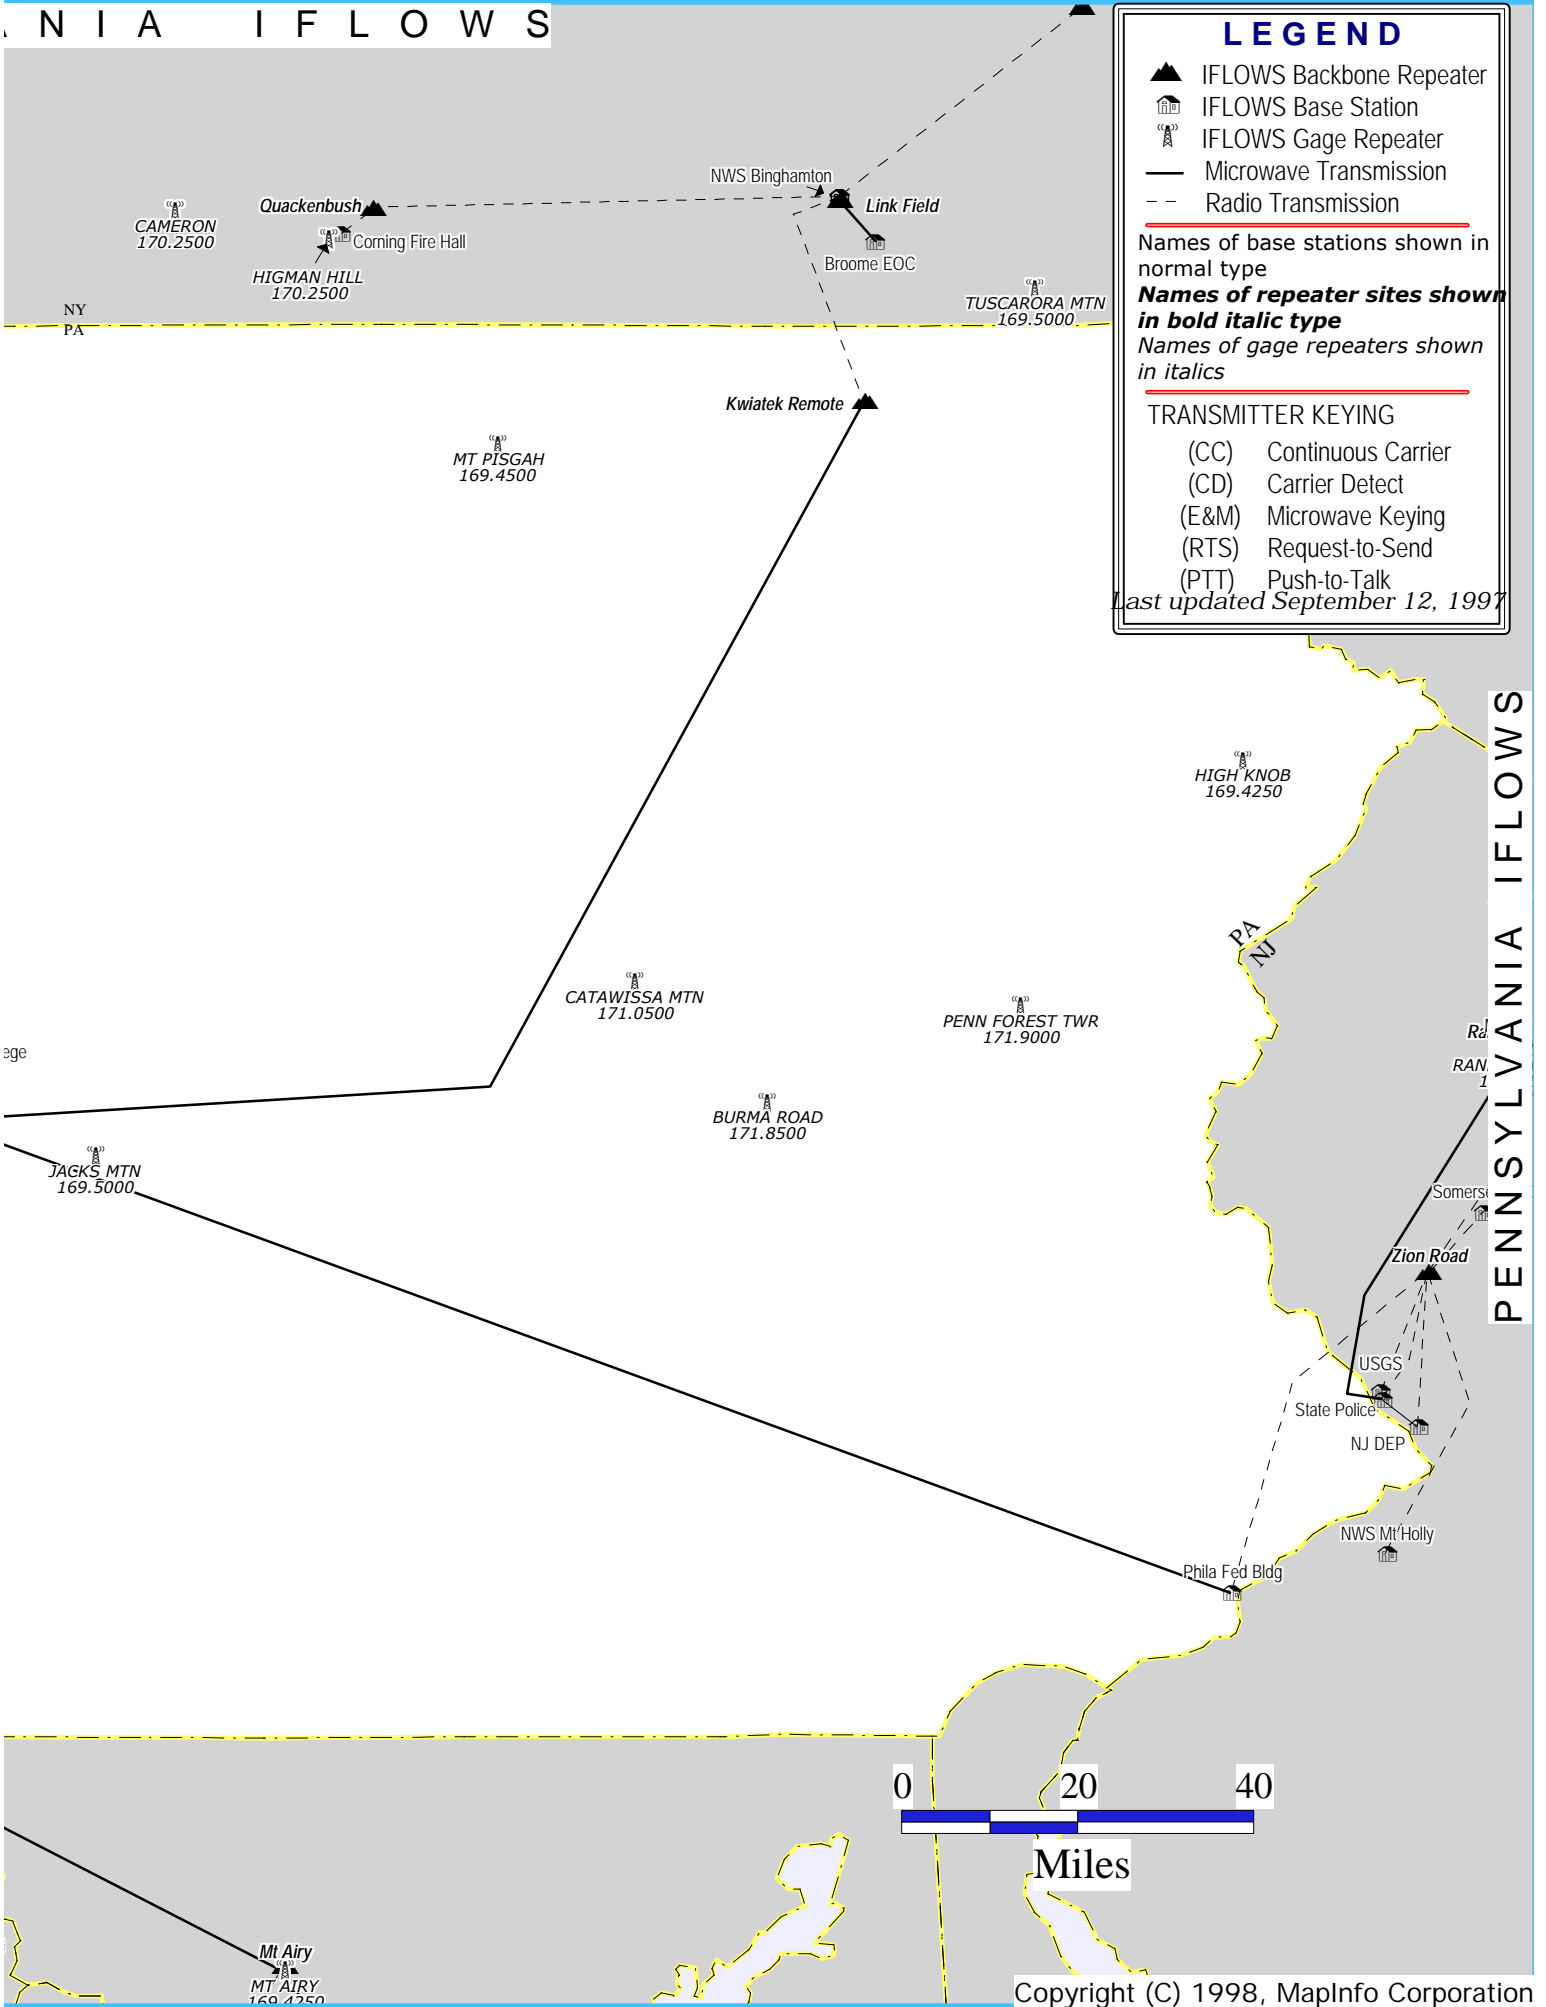 NIA IFLOWS
LEGEND
IFLOWS Backbone Repeater
IFLOWS Base Station
IFLOWS Gage Repeater
Microwave Transmission
Radio Transmission
Names of base stations shown in
normal type
Names of repeater sites shown
in bold italic type
Names of gage repeaters shown
in italics
TRANSMITTER KEYING
(CC) Continuous Carrier
(CD) Carrier Detect
(E&M) Microwave Keying
(RTS) Request-to-Send
(PTT) Push-to-Talk
Last updated September 12, 1997
NWS Binghamton
Link Field
Broome EOC
Quackenbush
CAMERON
170.2500
Corning Fire Hall
HIGMAN HILL
170.2500
TUSCARORA MTN
169.5000
NY
PA
Kwiatek Remote
MT PISGAH
169.4500
PENNSYLVANIA IFLOWS
HIGH KNOB
169.4250
PA
NJ
CATAWISSA MTN
171.0500
PENN FOREST TWR
171.9000
Ra
RAN
1
ege
BURMA ROAD
171.8500
JACKS MTN
169.5000
Somerse
Zion Road
USGS
State Police
NJ DEP
NWS Mt Holly
Phila Fed Bldg
0 20 40
Miles
Mt Airy
MT AIRY
169.4250
Copyright (C) 1998, MapInfo Corporation